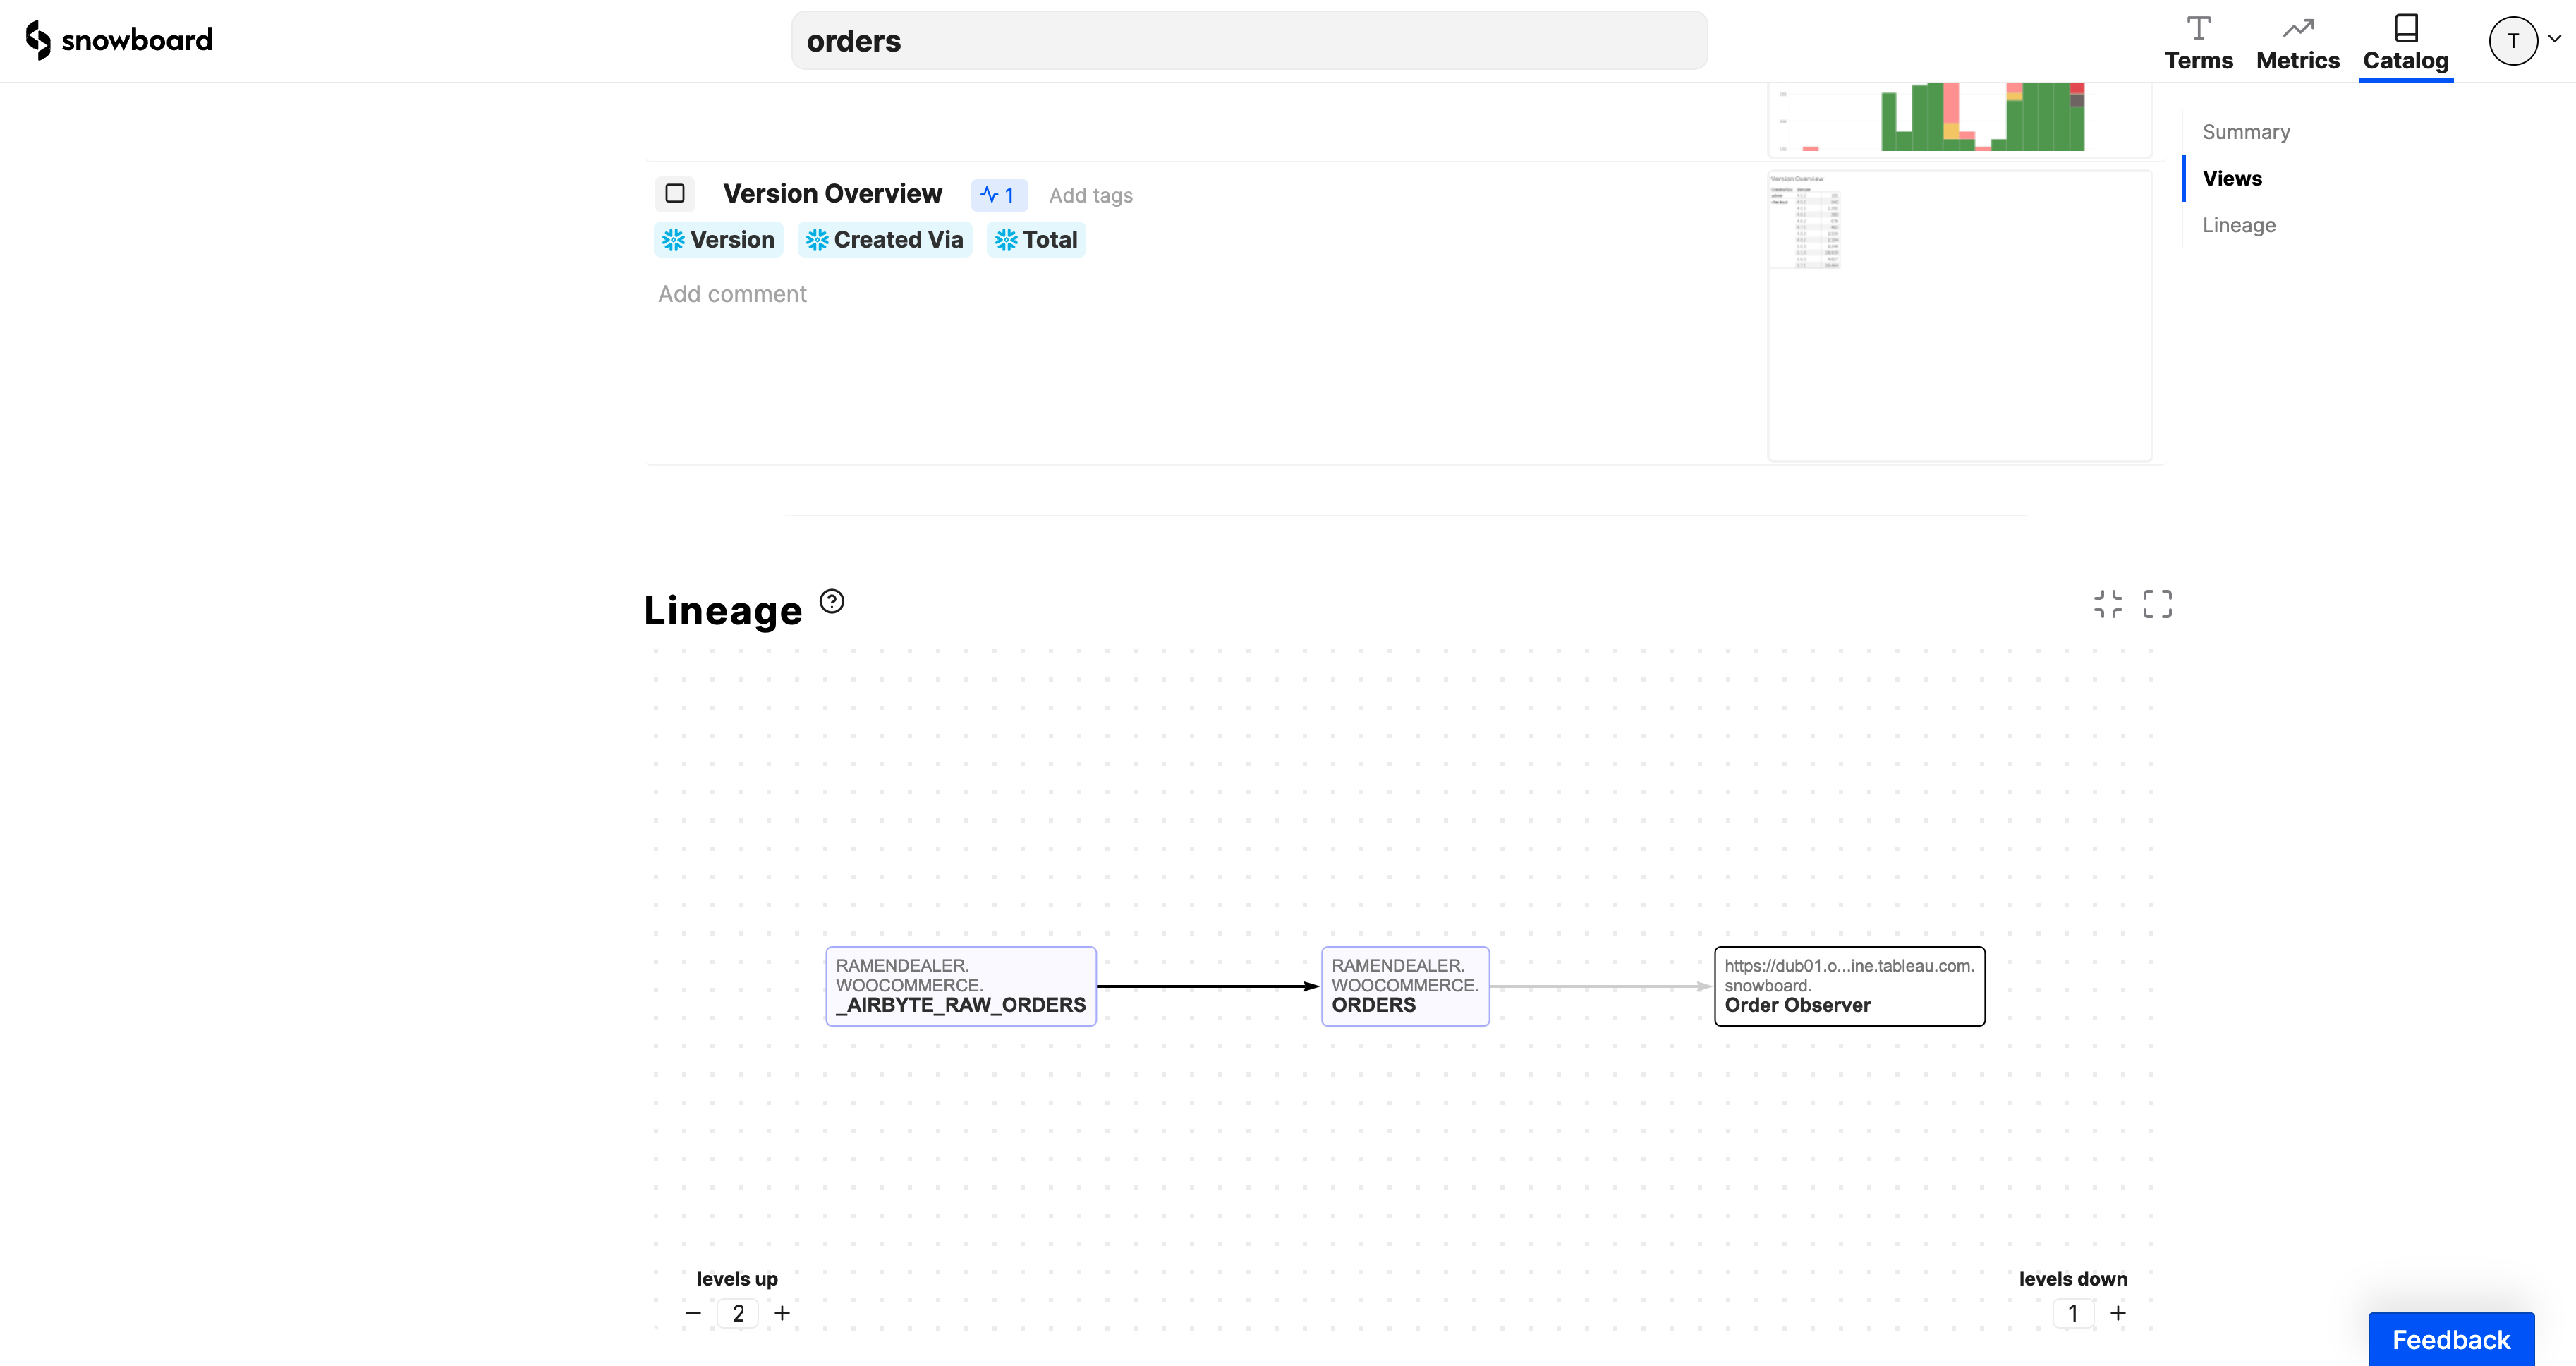 snowboard
orders
Terms
Metrics
Catalog
T
Summary
Views
Lineage
Version Overview
1
Add tags
Version
Created Via
Total
Add comment
Version Overview
Lineage
?
RAMENDEALER.
WOOCOMMERCE.
_AIRBYTE_RAW_ORDERS
RAMENDEALER.
WOOCOMMERCE.
ORDERS
https://dub01.o...ine.tableau.com.
snowboard.
Order Observer
levels up
− 2 +
levels down
1 +
Feedback